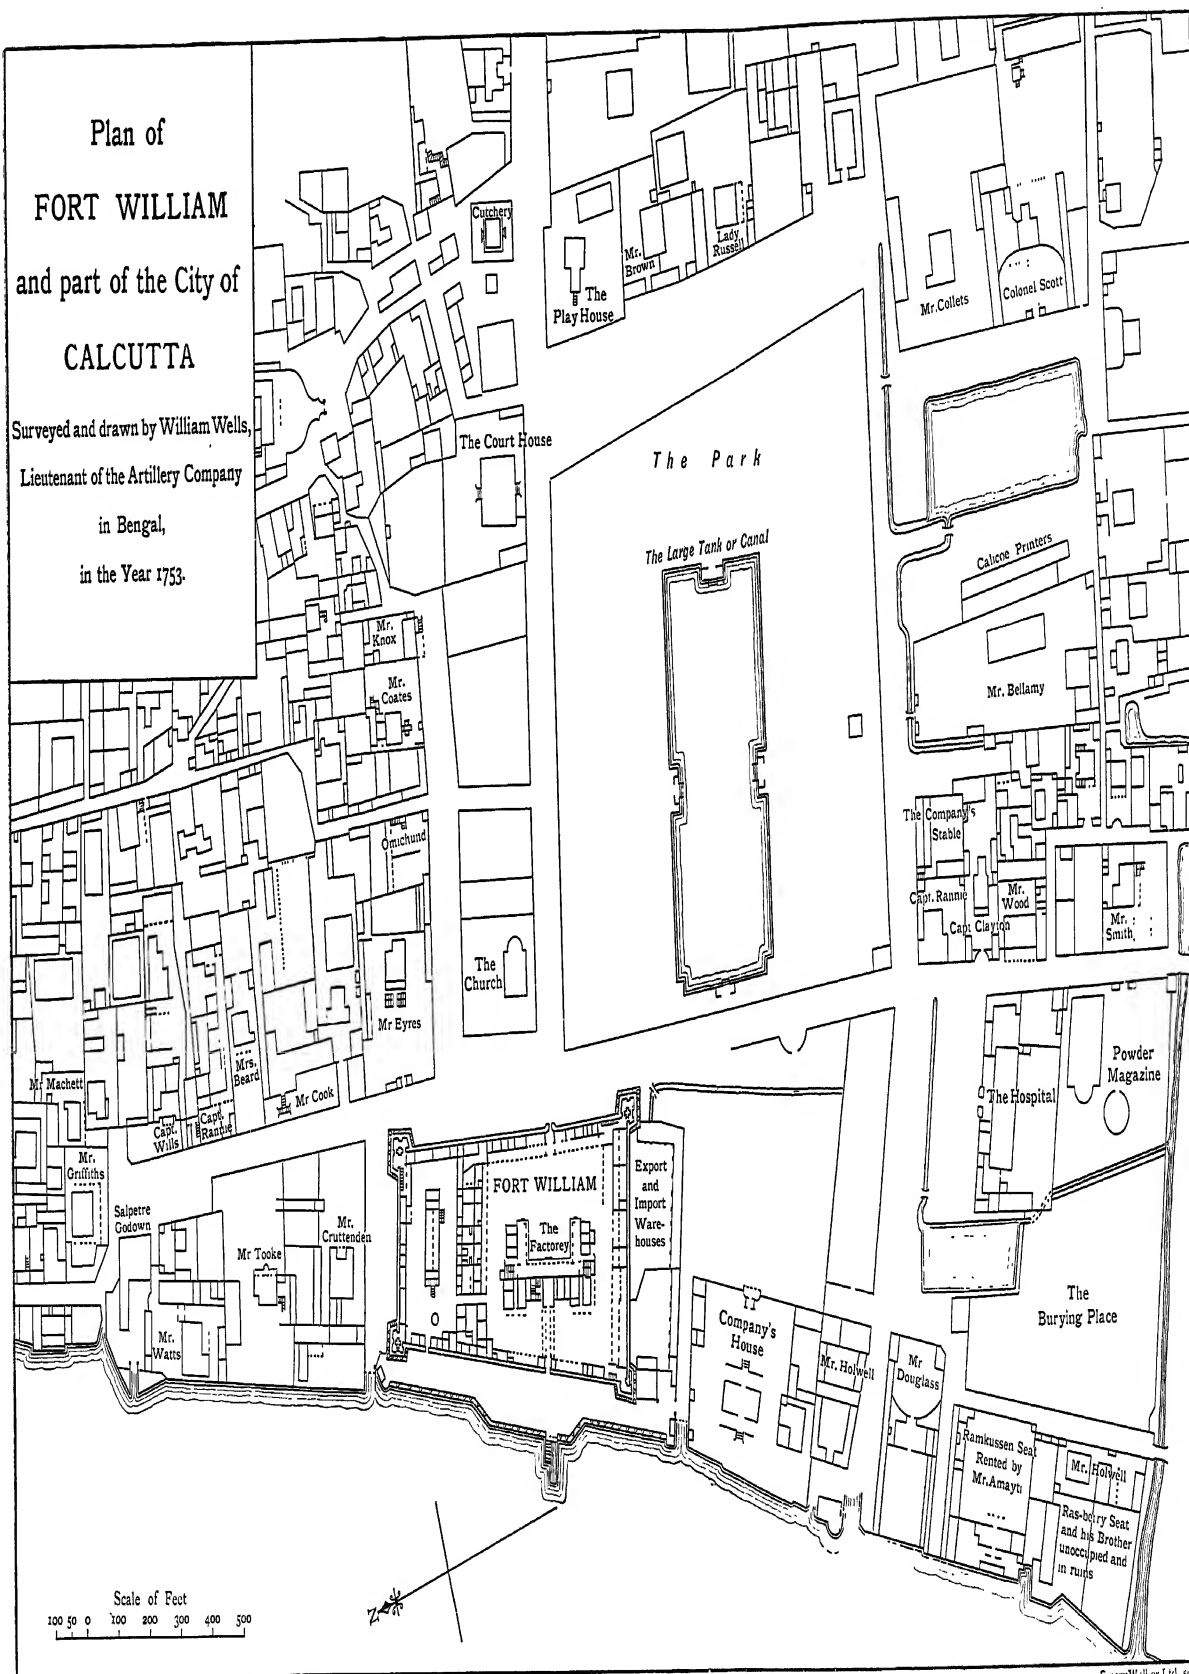 Plan of
FORT WILLIAM
and part of the City of
CALCUTTA
Surveyed and drawn by William Wells,
Lieutenant of the Artillery Company
in Bengal,
in the Year 1753.
Cutchery
The
Play House
Mr.
Brown
Lady
Russell
Mr. Collets
Colonel Scott
The Court House
The Park
The Large Tank or Canal
Calicoe Printers
Mr. Bellamy
Mr.
Knox
Mr.
Coates
Omichund
The Company's
Stable
Capt. Rannie
Capt Clayton
Mr.
Wood
Mr.
Smith
The
Church
Mr Eyres
Mrs.
Beard
Mr Cook
Mr Machett
Capt.
Wills
Capt.
Rannie
Mr.
Griffiths
Salpetre
Godown
Mr Tooke
Mr.
Cruttenden
Mr.
Watts
FORT WILLIAM
The
Factorey
Export
and
Import
Ware-
houses
The Hospital
Powder
Magazine
The
Burying Place
Company's
House
Mr. Holwell
Mr
Douglass
Ramkussen Seat
Rented by
Mr. Amaytt
Mr. Holwell
Ras-berry Seat
and his Brother
unoccupied and
in ruins
N
Scale of Feet
100 50 0 100 200 300 400 500